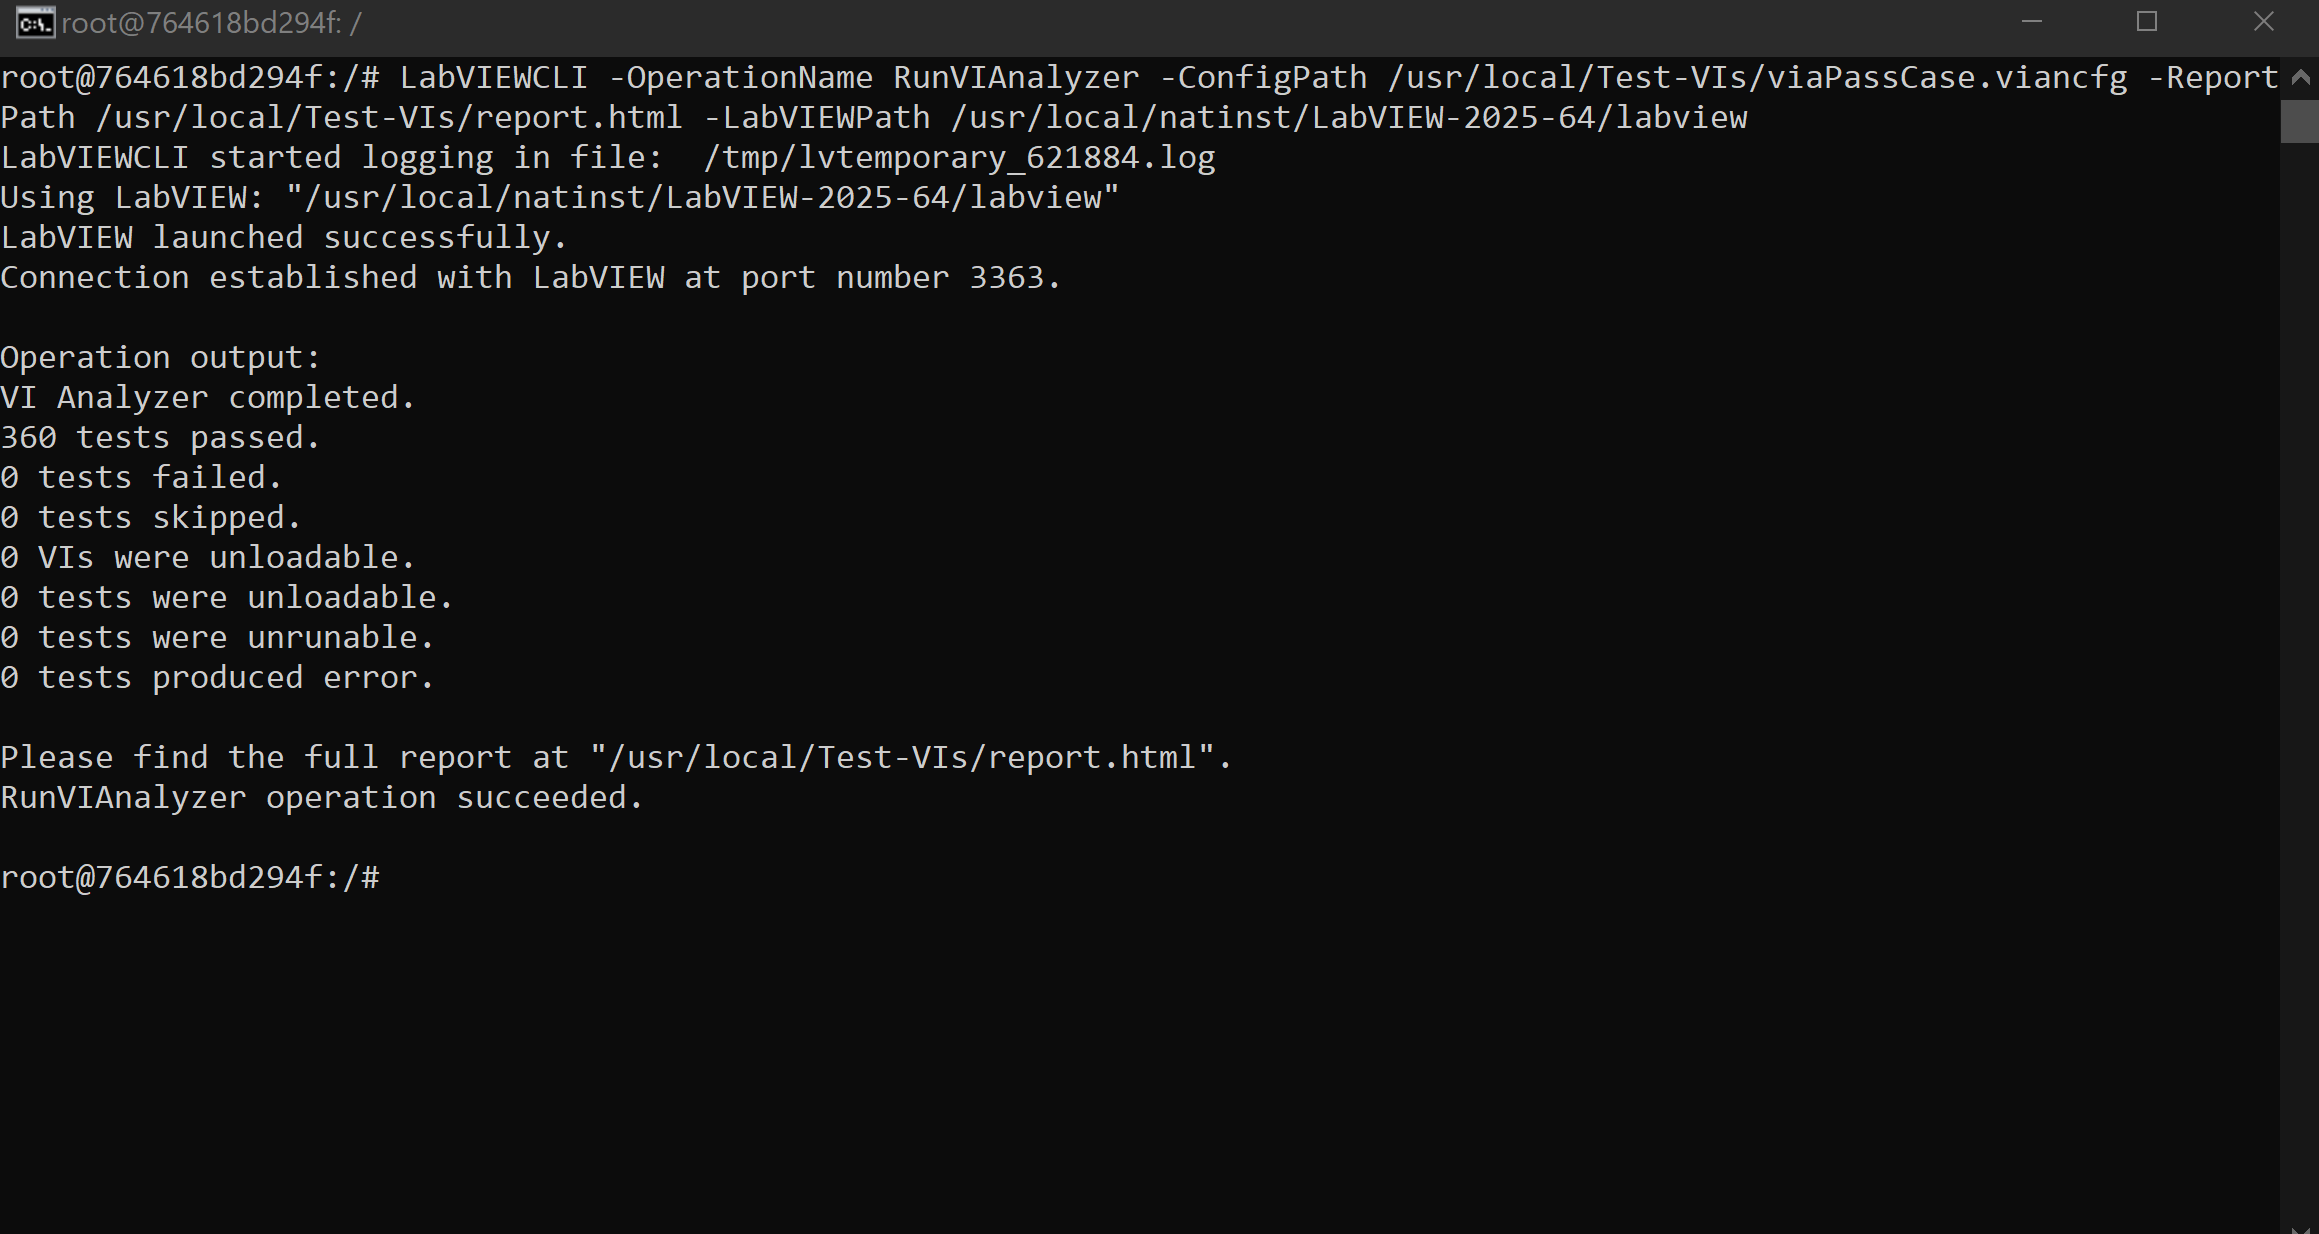 root@764618bd294f: /
root@764618bd294f:/# LabVIEWCLI -OperationName RunVIAnalyzer -ConfigPath /usr/local/Test-VIs/viaPassCase.viancfg -Report
Path /usr/local/Test-VIs/report.html -LabVIEWPath /usr/local/natinst/LabVIEW-2025-64/labview
LabVIEWCLI started logging in file:  /tmp/lvtemporary_621884.log
Using LabVIEW: "/usr/local/natinst/LabVIEW-2025-64/labview"
LabVIEW launched successfully.
Connection established with LabVIEW at port number 3363.
Operation output:
VI Analyzer completed.
360 tests passed.
0 tests failed.
0 tests skipped.
0 VIs were unloadable.
0 tests were unloadable.
0 tests were unrunable.
0 tests produced error.
Please find the full report at "/usr/local/Test-VIs/report.html".
RunVIAnalyzer operation succeeded.
root@764618bd294f:/#